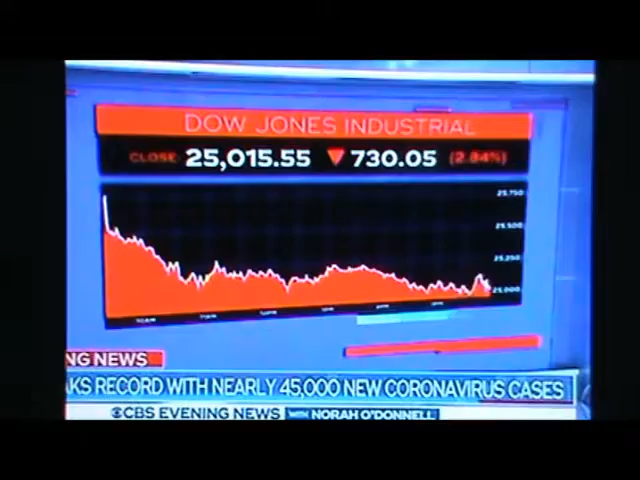 DOW JONES INDUSTRIAL
CLOSE 25,015.55 ▼730.05 (2.84%)
25,750
25,500
25,250
25,000
NG NEWS
AKS RECORD WITH NEARLY 45,000 NEW CORONAVIRUS CASES
CBS EVENING NEWS WITH NORAH O'DONNELL